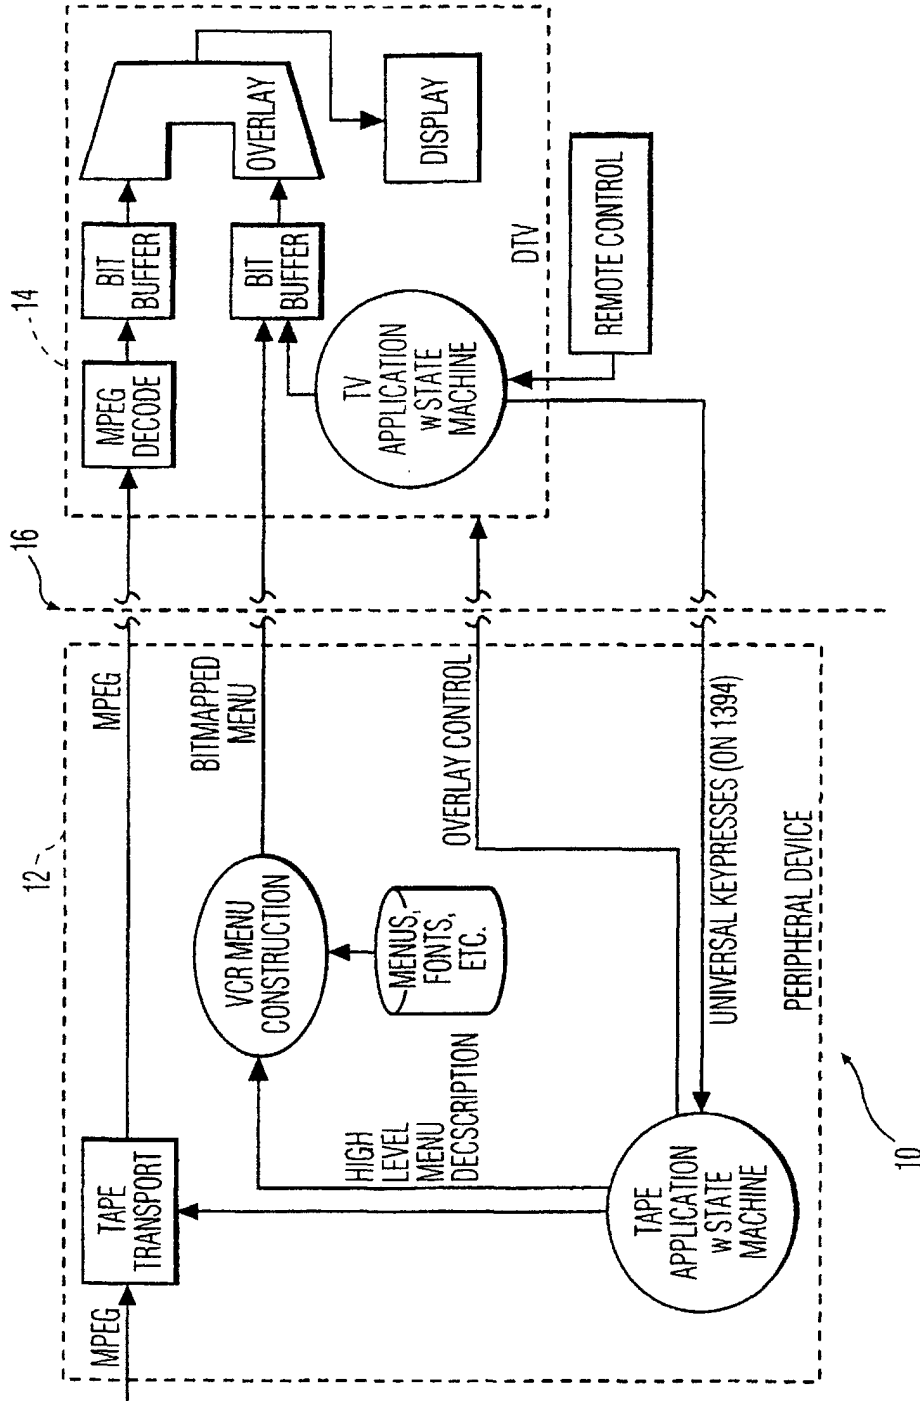 12
16
14
MPEG
TAPE
TRANSPORT
MPEG
MPEG
DECODE
BIT
BUFFER
OVERLAY
BITMAPPED
MENU
VCR MENU
CONSTRUCTION
BIT
BUFFER
MENUS,
FONTS,
ETC.
HIGH
LEVEL
MENU
DECSCRIPTION
OVERLAY CONTROL
TV
APPLICATION
w STATE
MACHINE
DISPLAY
DTV
REMOTE CONTROL
TAPE
APPLICATION
w STATE
MACHINE
UNIVERSAL KEYPRESSES (ON 1394)
PERIPHERAL DEVICE
10